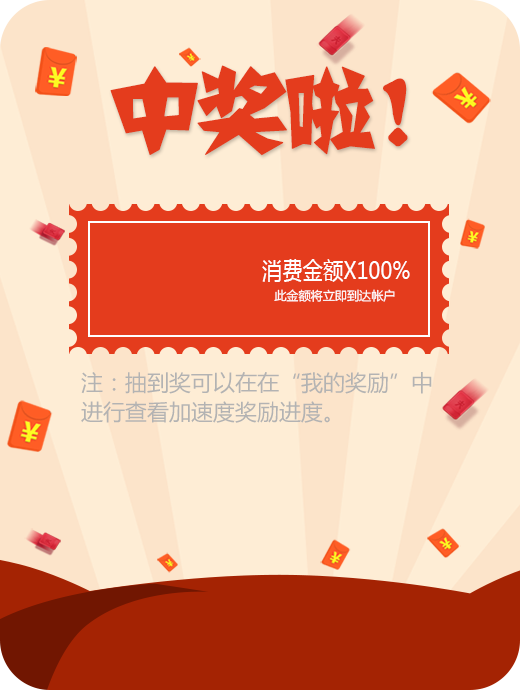 中奖啦!
消费金额X100%
此金额将立即到达帐户
注：抽到奖可以在在“我的奖励”中
进行查看加速度奖励进度。